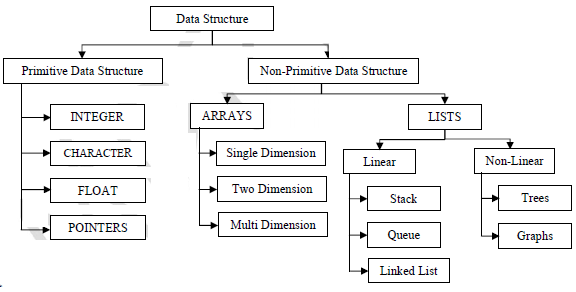 Data Structure
Primitive Data Structure
Non-Primitive Data Structure
INTEGER
CHARACTER
FLOAT
POINTERS
ARRAYS
Single Dimension
Two Dimension
Multi Dimension
LISTS
Linear
Stack
Queue
Linked List
Non-Linear
Trees
Graphs